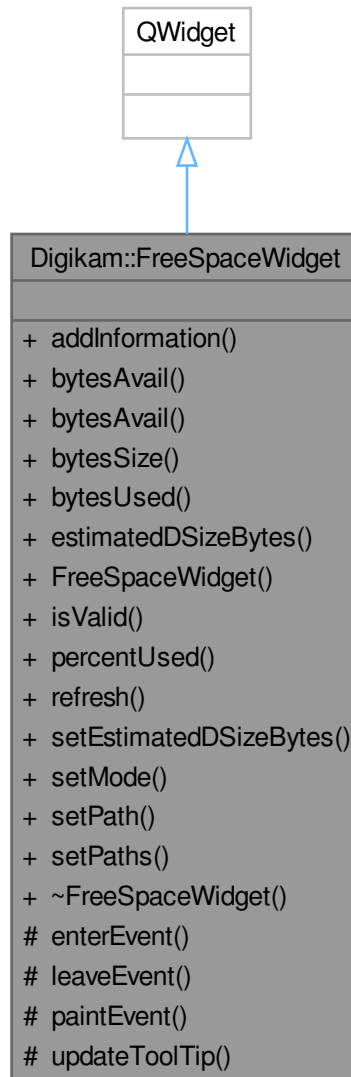 QWidget
Digikam::FreeSpaceWidget
+ addInformation()
+ bytesAvail()
+ bytesAvail()
+ bytesSize()
+ bytesUsed()
+ estimatedDSizeBytes()
+ FreeSpaceWidget()
+ isValid()
+ percentUsed()
+ refresh()
+ setEstimatedDSizeBytes()
+ setMode()
+ setPath()
+ setPaths()
+ ~FreeSpaceWidget()
# enterEvent()
# leaveEvent()
# paintEvent()
# updateToolTip()